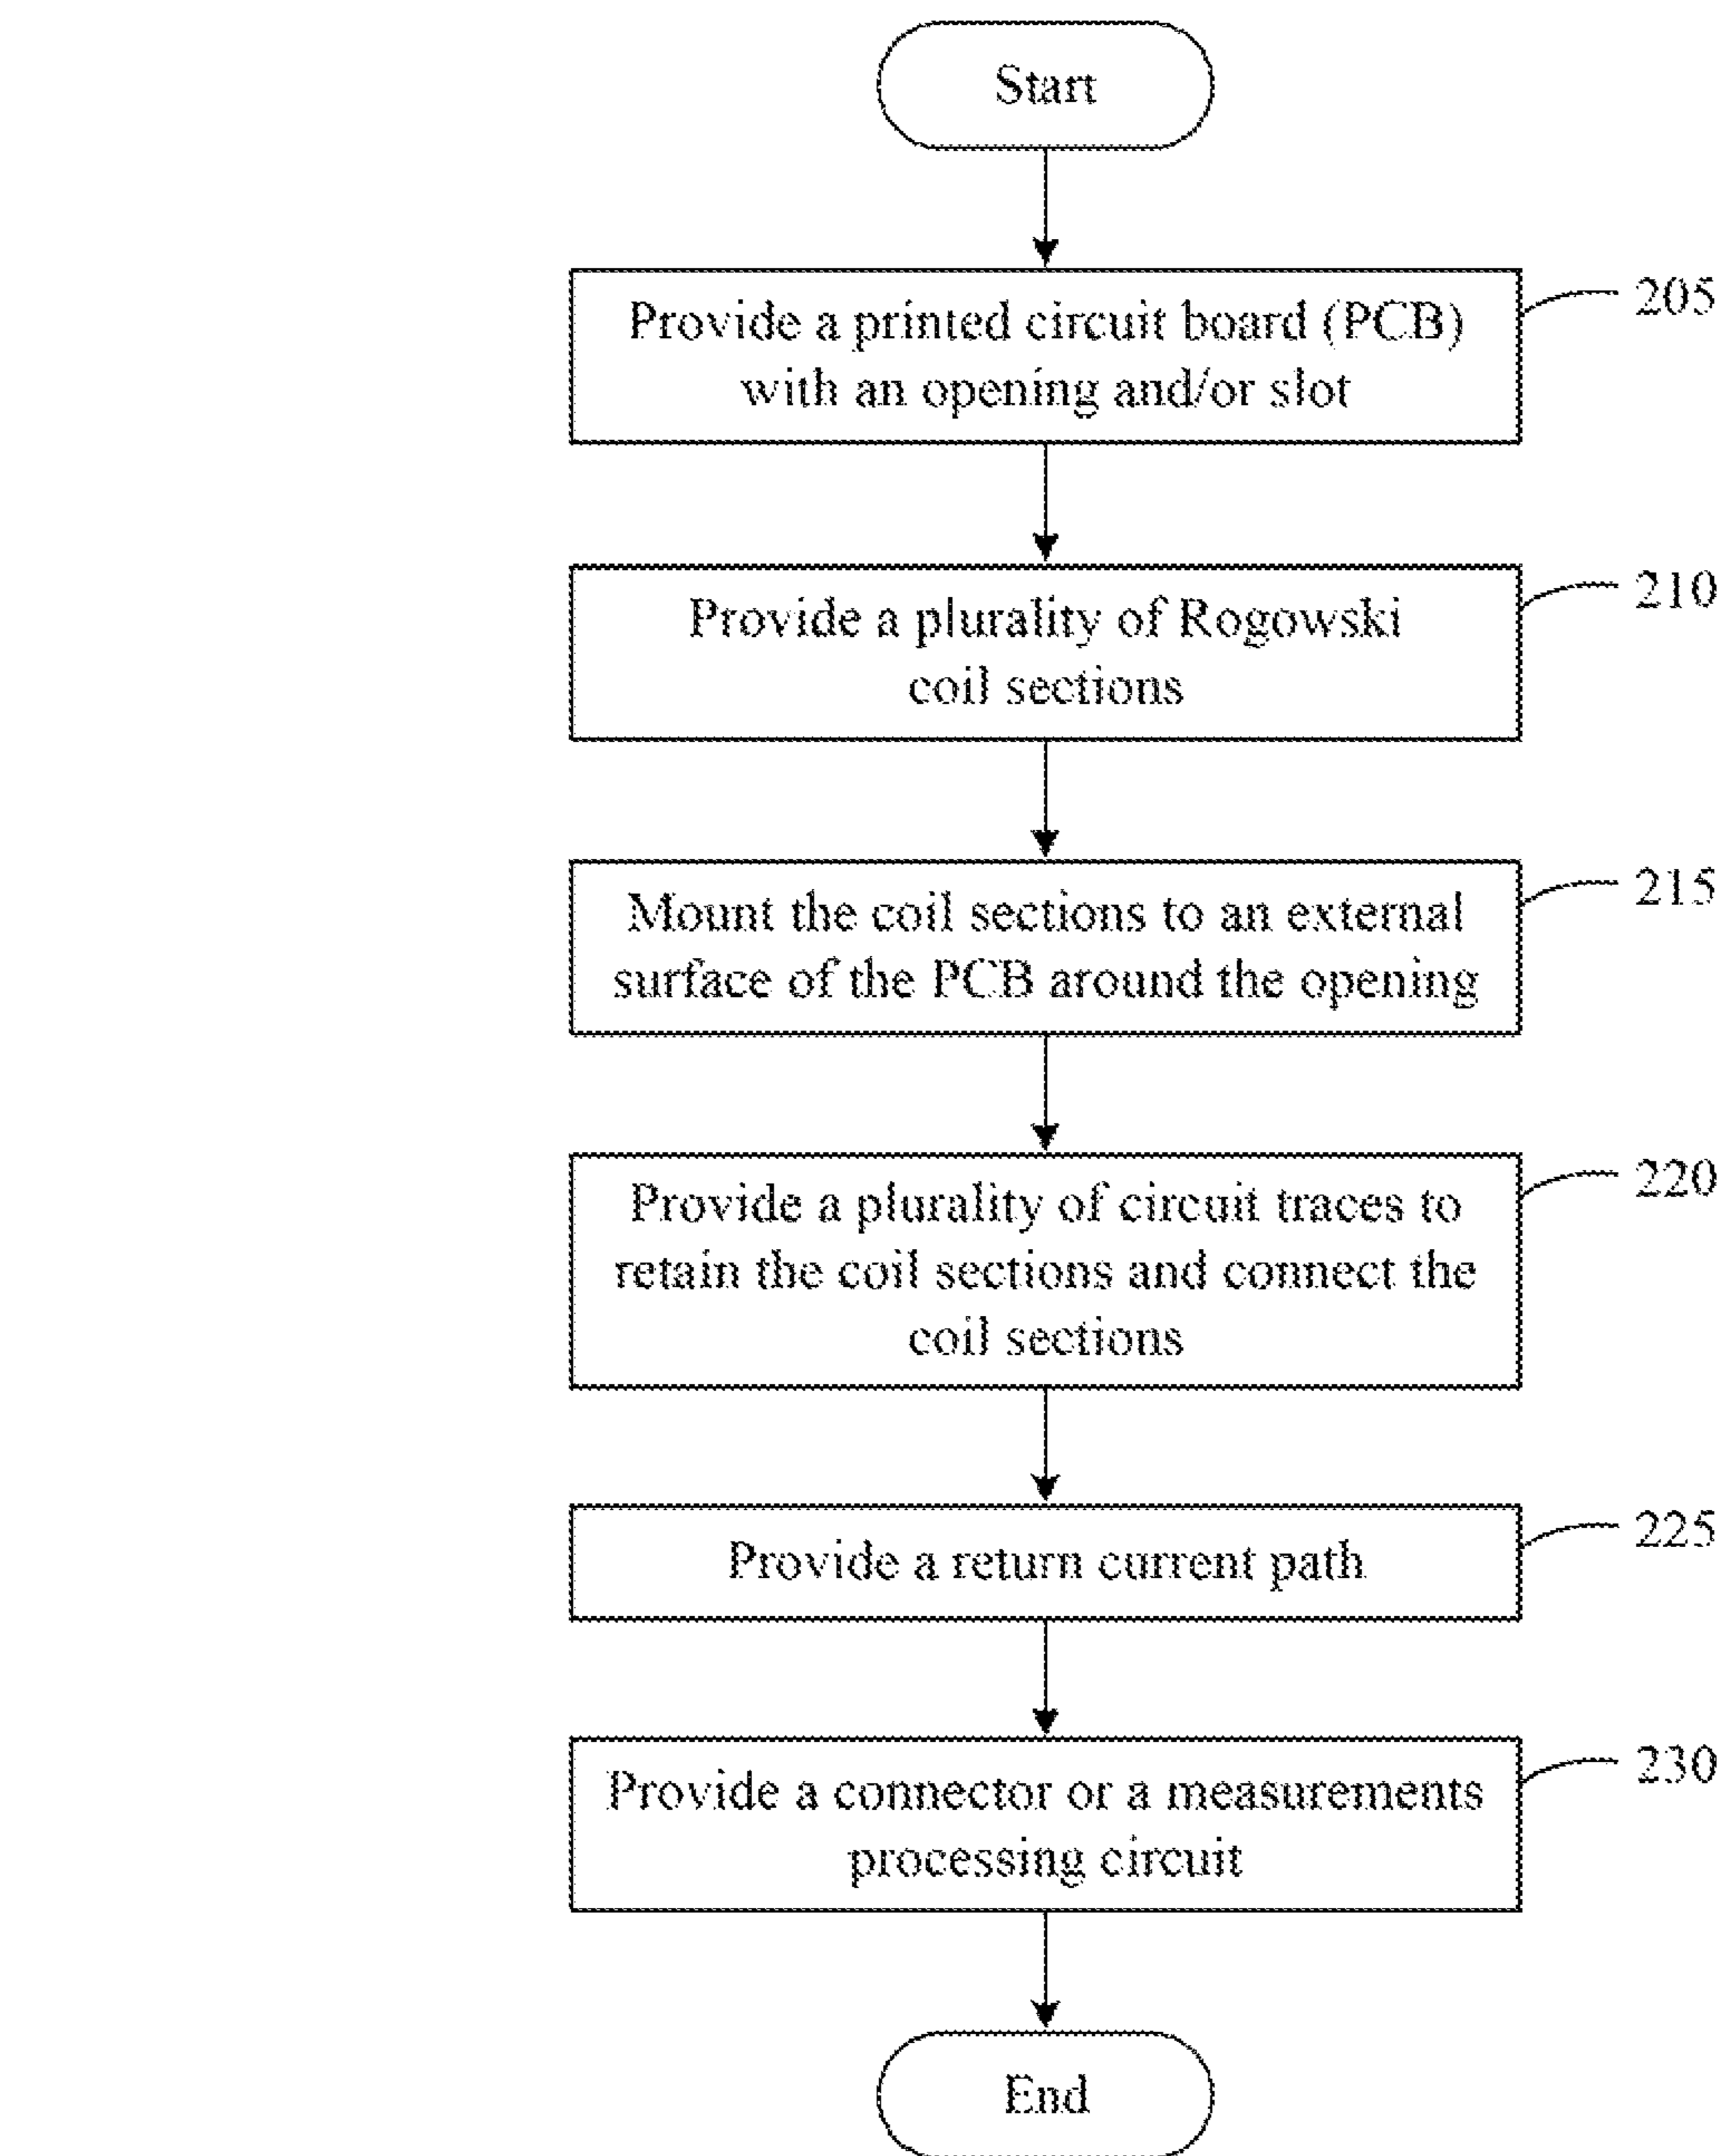 Start
Provide a printed circuit board (PCB)
with an opening and/or slot
205
Provide a plurality of Rogowski
coil sections
210
Mount the coil sections to an external
surface of the PCB around the opening
215
Provide a plurality of circuit traces to
retain the coil sections and connect the
coil sections
220
Provide a return current path
225
Provide a connector or a measurements
processing circuit
230
End